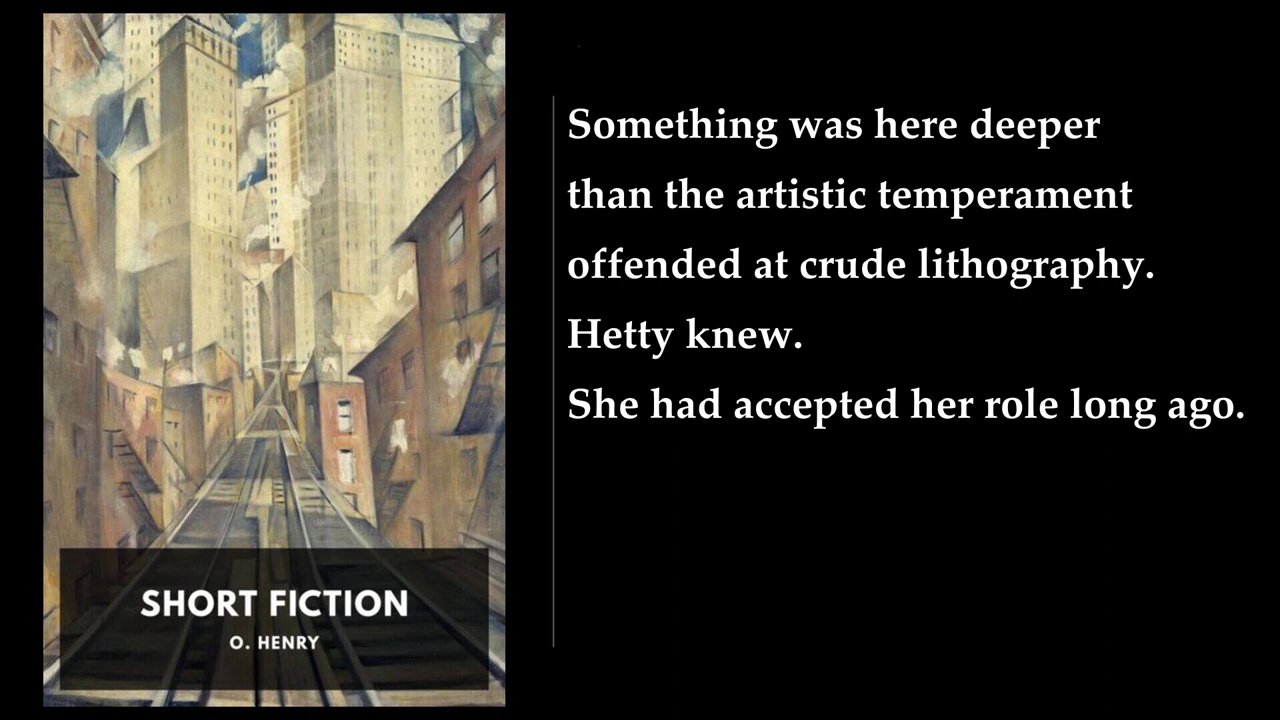 SHORT FICTION
O. HENRY
Something was here deeper
than the artistic temperament
offended at crude lithography.
Hetty knew.
She had accepted her role long ago.